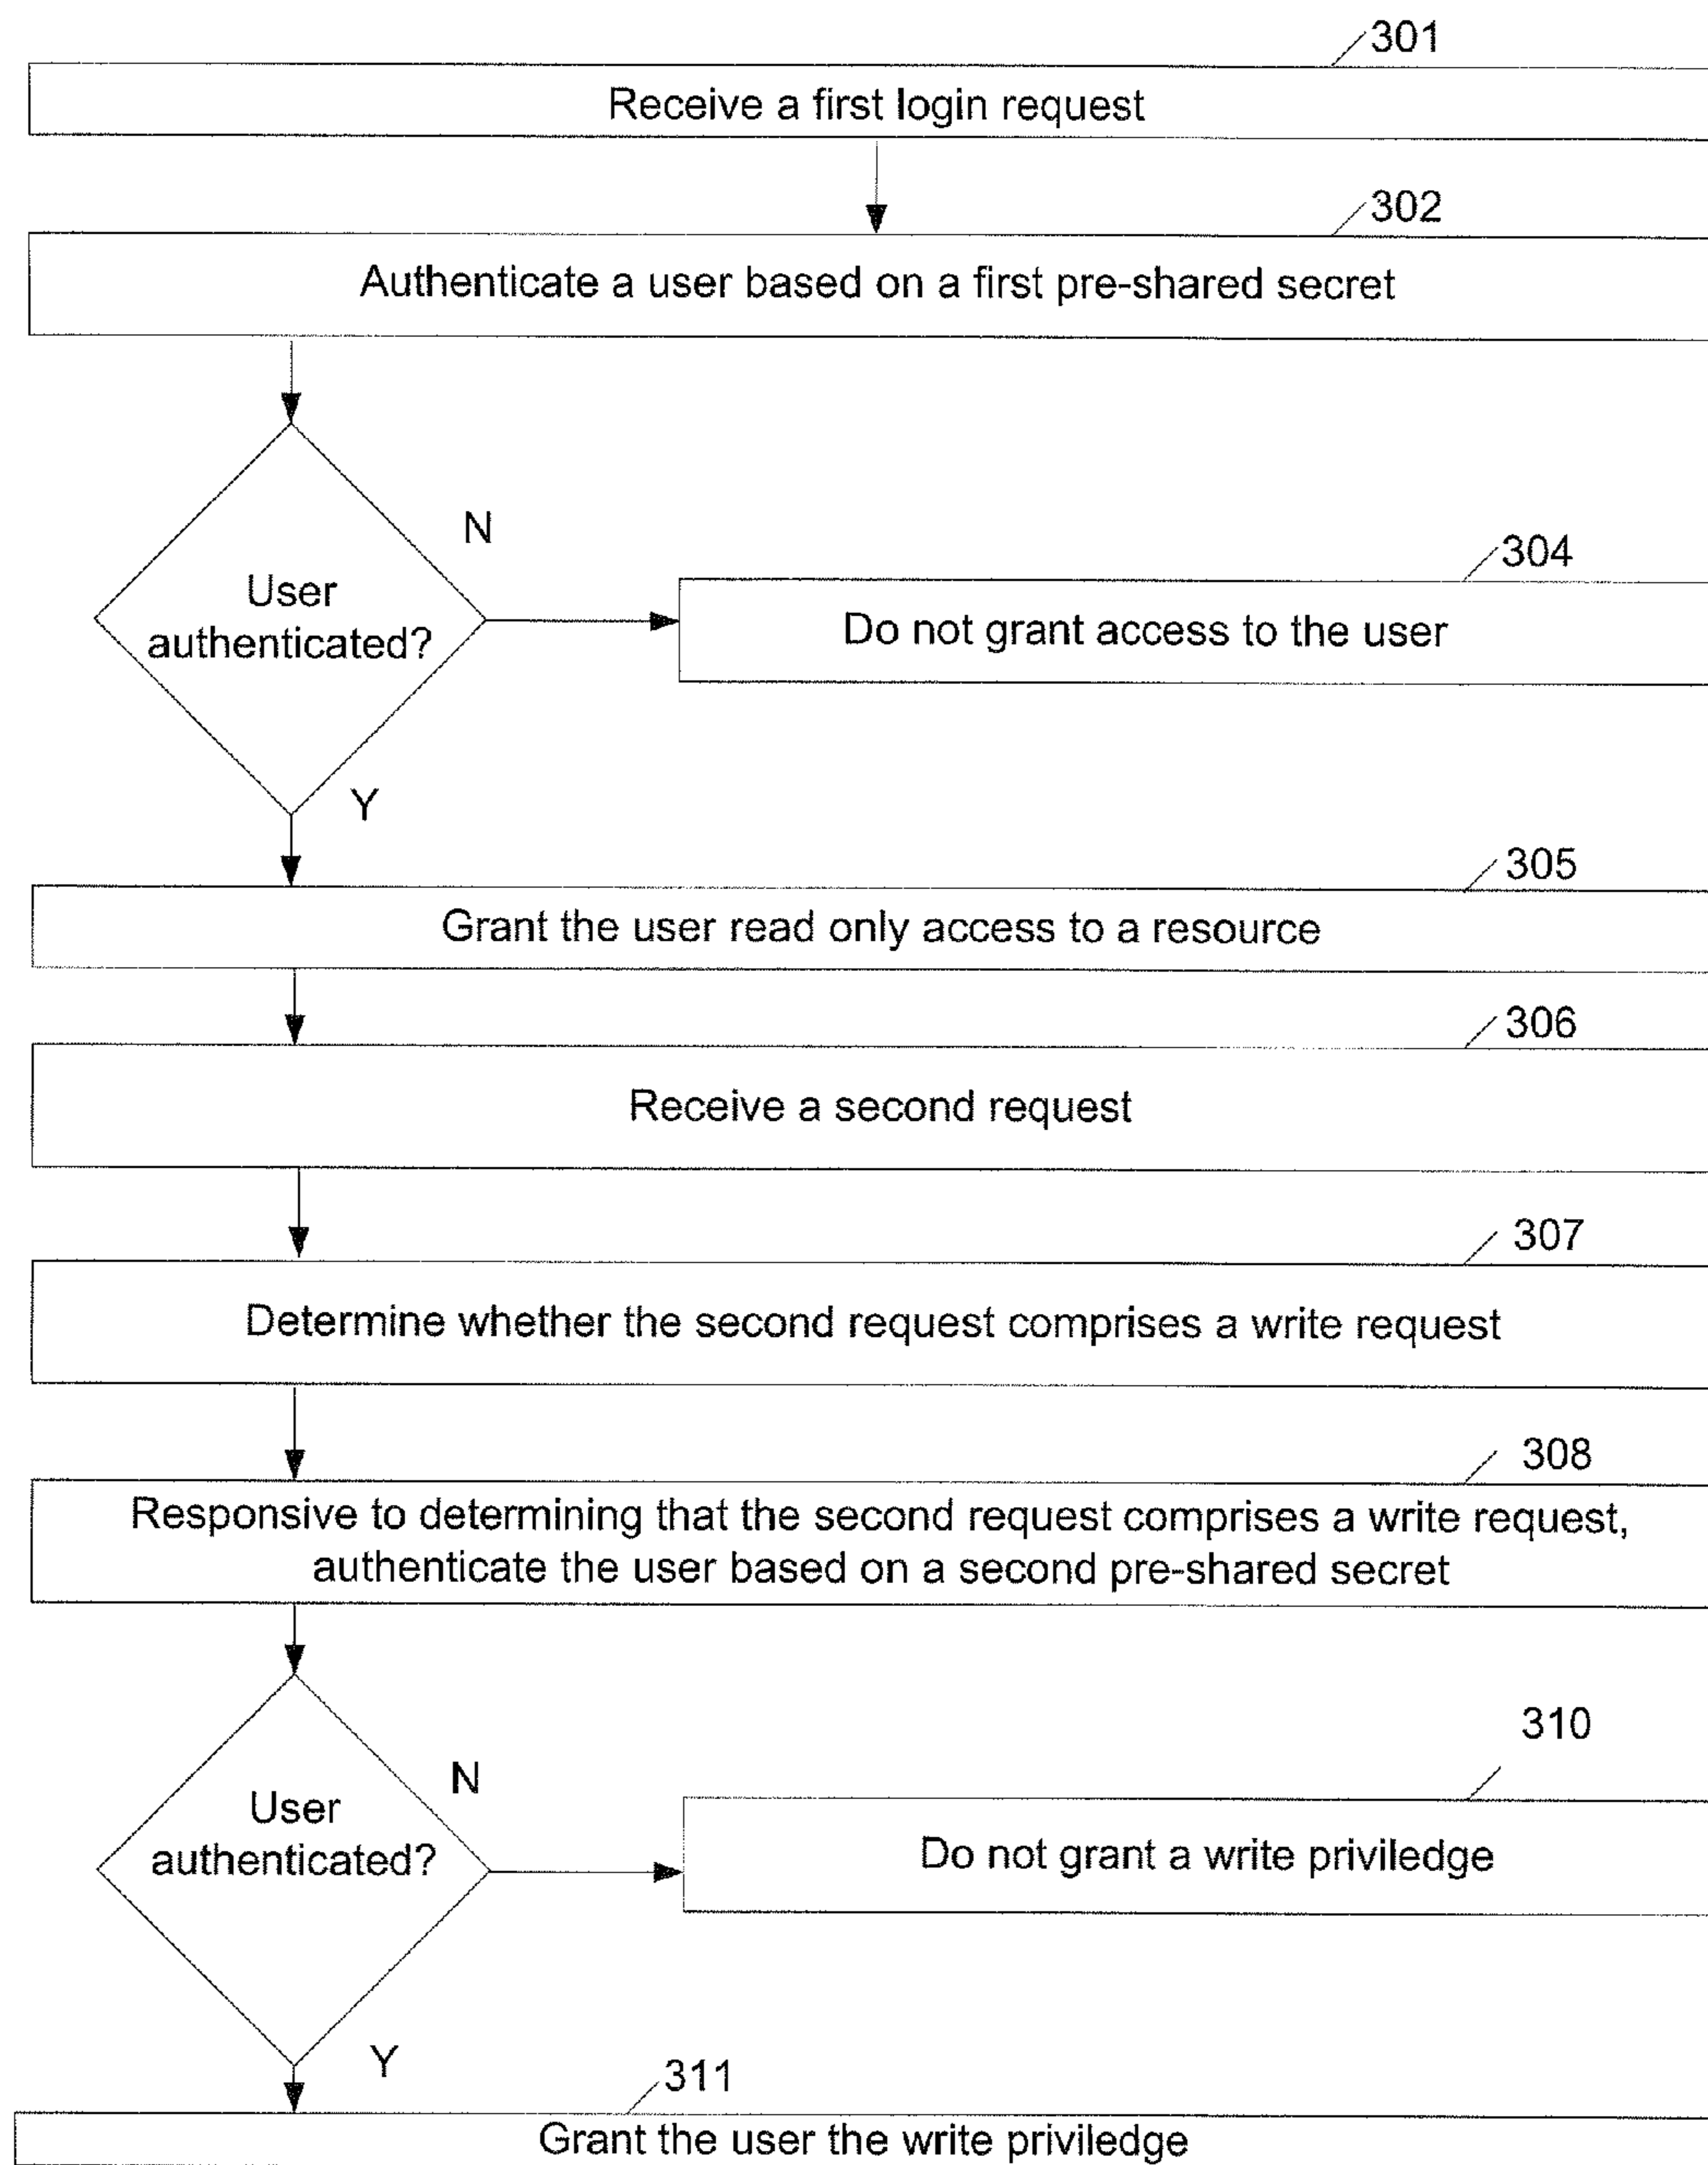 301
Receive a first login request
302
Authenticate a user based on a first pre-shared secret
N
User
authenticated?
304
Do not grant access to the user
Y
305
Grant the user read only access to a resource
306
Receive a second request
307
Determine whether the second request comprises a write request
308
Responsive to determining that the second request comprises a write request,
authenticate the user based on a second pre-shared secret
310
N
User
authenticated?
Do not grant a write priviledge
Y
311
Grant the user the write priviledge